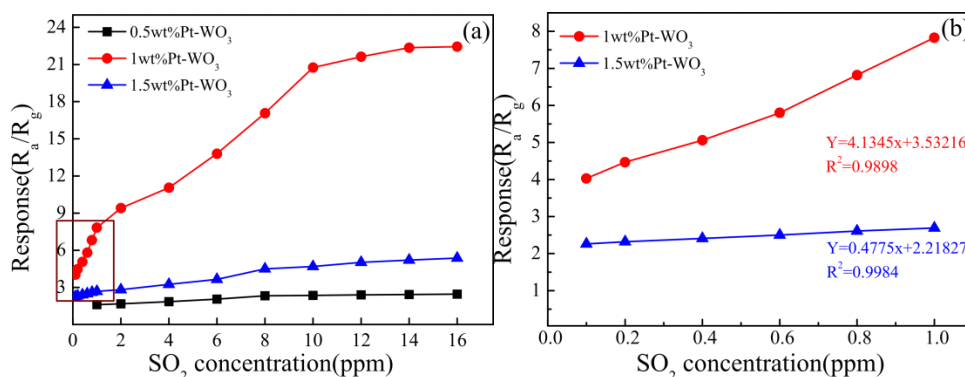 (a)
0.5wt%Pt-WO₃
1wt%Pt-WO₃
1.5wt%Pt-WO₃
Response(Rₐ/R_g)
24
21
18
15
12
9
6
3
0 2 4 6 8 10 12 14 16
SO₂ concentration(ppm)
(b)
1wt%Pt-WO₃
1.5wt%Pt-WO₃
Response(Rₐ/R_g)
8
7
6
5
4
3
2
1
Y=4.1345x+3.53216
R²=0.9898
Y=0.4775x+2.21827
R²=0.9984
0.0 0.2 0.4 0.6 0.8 1.0
SO₂ concentration(ppm)